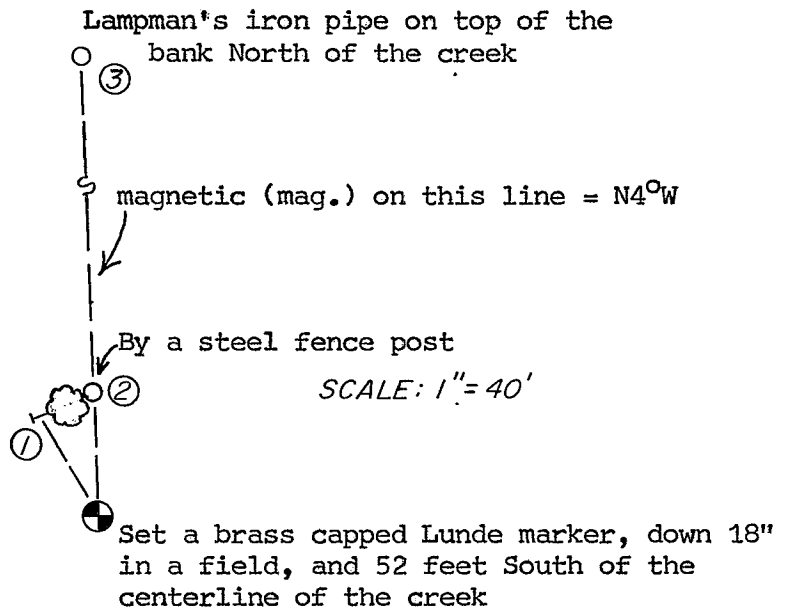 Lampman's iron pipe on top of the
bank North of the creek
③
magnetic (mag.) on this line = N4°W
By a steel fence post
②
SCALE: 1"= 40'
①
Set a brass capped Lunde marker, down 18"
in a field, and 52 feet South of the
centerline of the creek